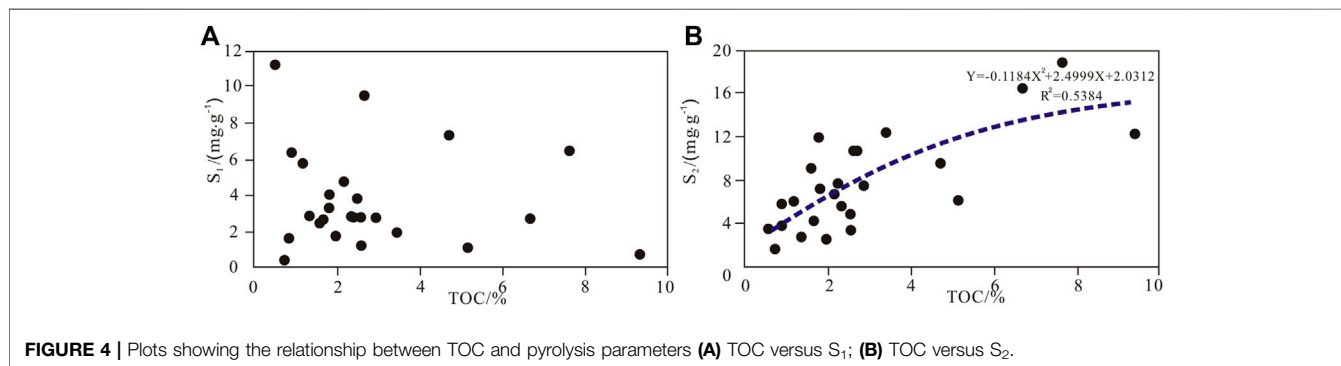 A
12
10
8
6
4
2
0
S₁/(mg·g⁻¹)
0 2 4 6 8 10
TOC/%
B
20
16
12
8
4
0
S₂/(mg·g⁻¹)
Y=-0.1184X²+2.4999X+2.0312
R²=0.5384
0 2 4 6 8 10
TOC/%
FIGURE 4 | Plots showing the relationship between TOC and pyrolysis parameters (A) TOC versus S₁; (B) TOC versus S₂.